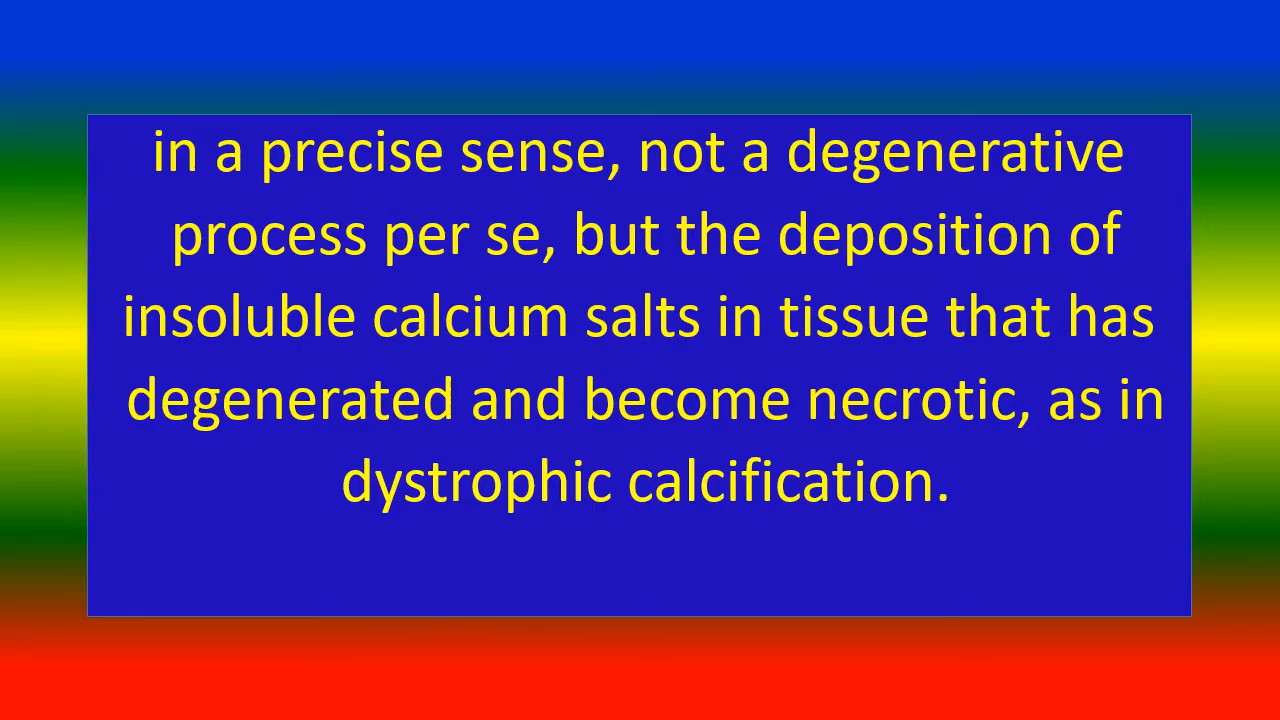 in a precise sense, not a degenerative
process per se, but the deposition of
insoluble calcium salts in tissue that has
degenerated and become necrotic, as in
dystrophic calcification.